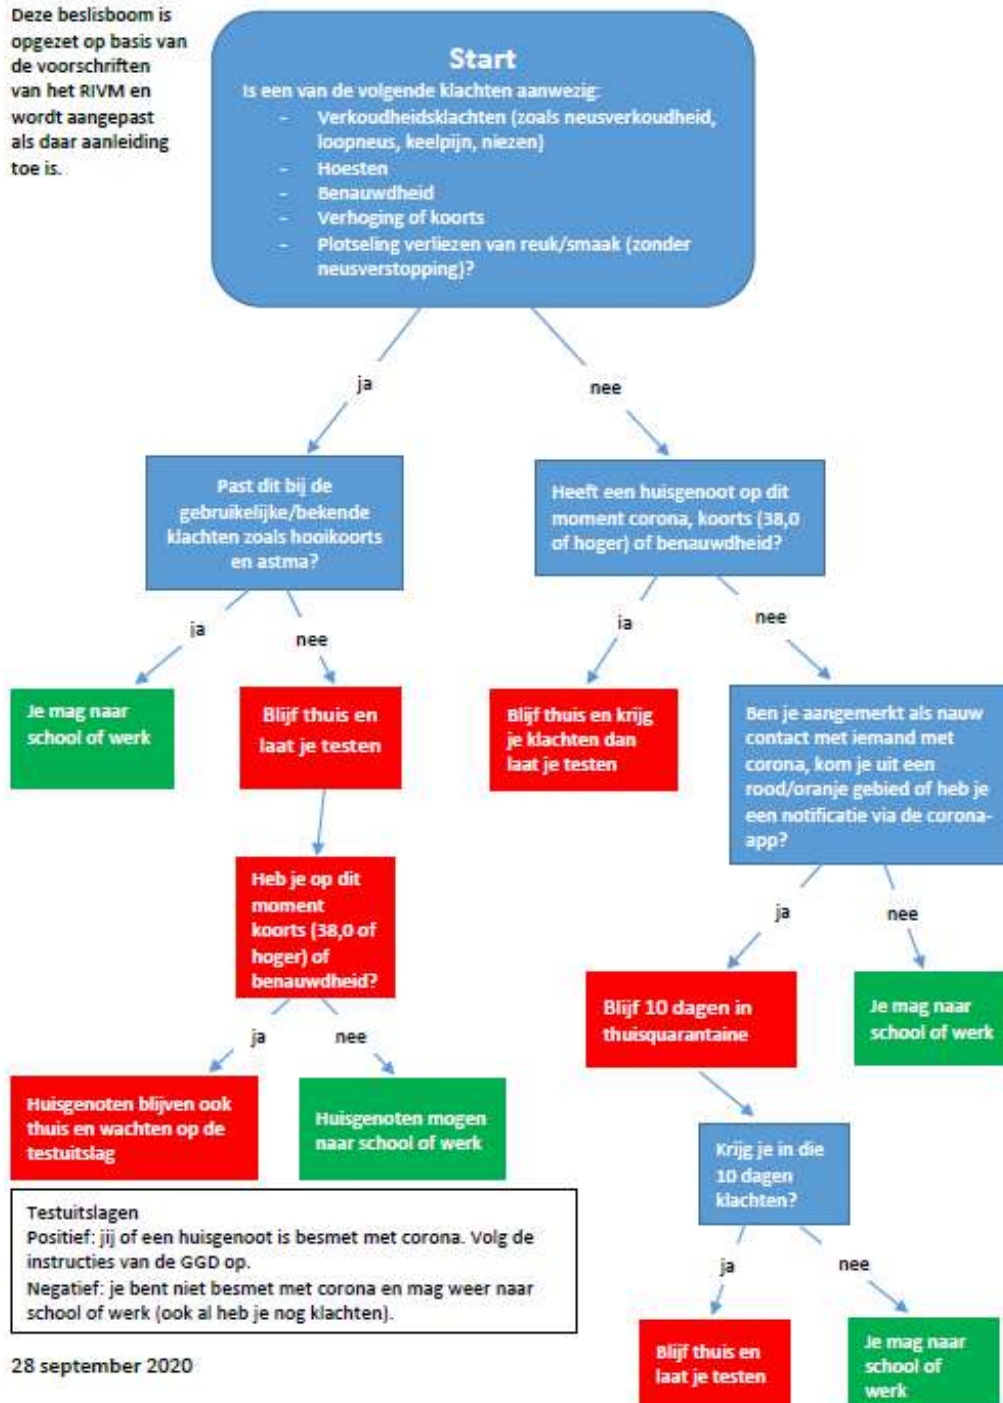 Deze beslisboom is
opgezet op basis van
de voorschriften
van het RIVM en
wordt aangepast
als daar aanleiding
toe is.
Start
Is een van de volgende klachten aanwezig:
- Verkoudheidsklachten (zoals neusverkoudheid,
loopneus, keelpijn, niezen)
- Hoesten
- Benauwdheid
- Verhoging of koorts
- Plotseling verliezen van reuk/smaak (zonder
neusverstopping)?
ja
nee
Past dit bij de
gebruikelijke/bekende
klachten zoals hooikoorts
en astma?
Heeft een huisgenoot op dit
moment corona, koorts (38,0
of hoger) of benauwdheid?
ja
nee
ja
nee
Je mag naar
school of werk
Blijf thuis en
laat je testen
Blijf thuis en krijg
je klachten dan
laat je testen
Ben je aangemerkt als nauw
contact met iemand met
corona, kom je uit een
rood/oranje gebied of heb je
een notificatie via de corona-
app?
Heb je op dit
moment
koorts (38,0 of
hoger) of
benauwdheid?
ja
nee
ja
nee
Blijf 10 dagen in
thuisquarantaine
Je mag naar
school of werk
Huisgenoten blijven ook
thuis en wachten op de
testuitslag
Huisgenoten mogen
naar school of werk
Krijg je in die
10 dagen
klachten?
Testuitslagen
Positief: jij of een huisgenoot is besmet met corona. Volg de
instructies van de GGD op.
Negatief: je bent niet besmet met corona en mag weer naar
school of werk (ook al heb je nog klachten).
ja
nee
28 september 2020
Blijf thuis en
laat je testen
Je mag naar
school of
werk